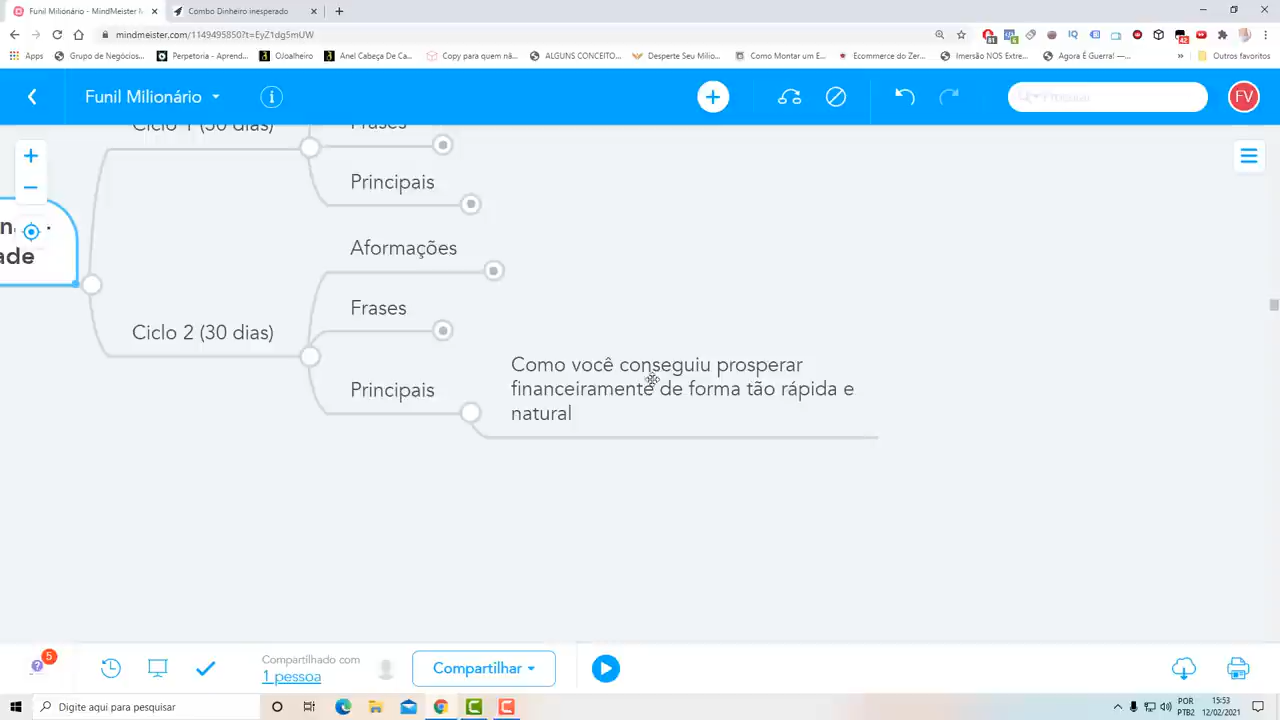 Funil Milionário - MindMeister M
Combo Dinheiro inesperado
mindmeister.com/1149495850?t=EyZ1dg5mUW
Apps
Grupo de Negócios...
Perpetoria - Aprend...
OJoalheiro
Anel Cabeça De Ca...
Copy para quem nã...
ALGUNS CONCEITO...
Desperte Seu Milio...
Como Montar um E...
Ecommerce do Zer...
Imersão NOS Extre...
Agora É Guerra! —...
»
Outros favoritos
Funil Milionário
FV
Ciclo 1 (30 dias)
Frases
Principais
ade
Aformações
Frases
Ciclo 2 (30 dias)
Principais
Como você conseguiu prosperar
financeiramente de forma tão rápida e
natural
5
Compartilhado com
1 pessoa
Compartilhar
Digite aqui para pesquisar
POR
PTB2
15:53
12/02/2021